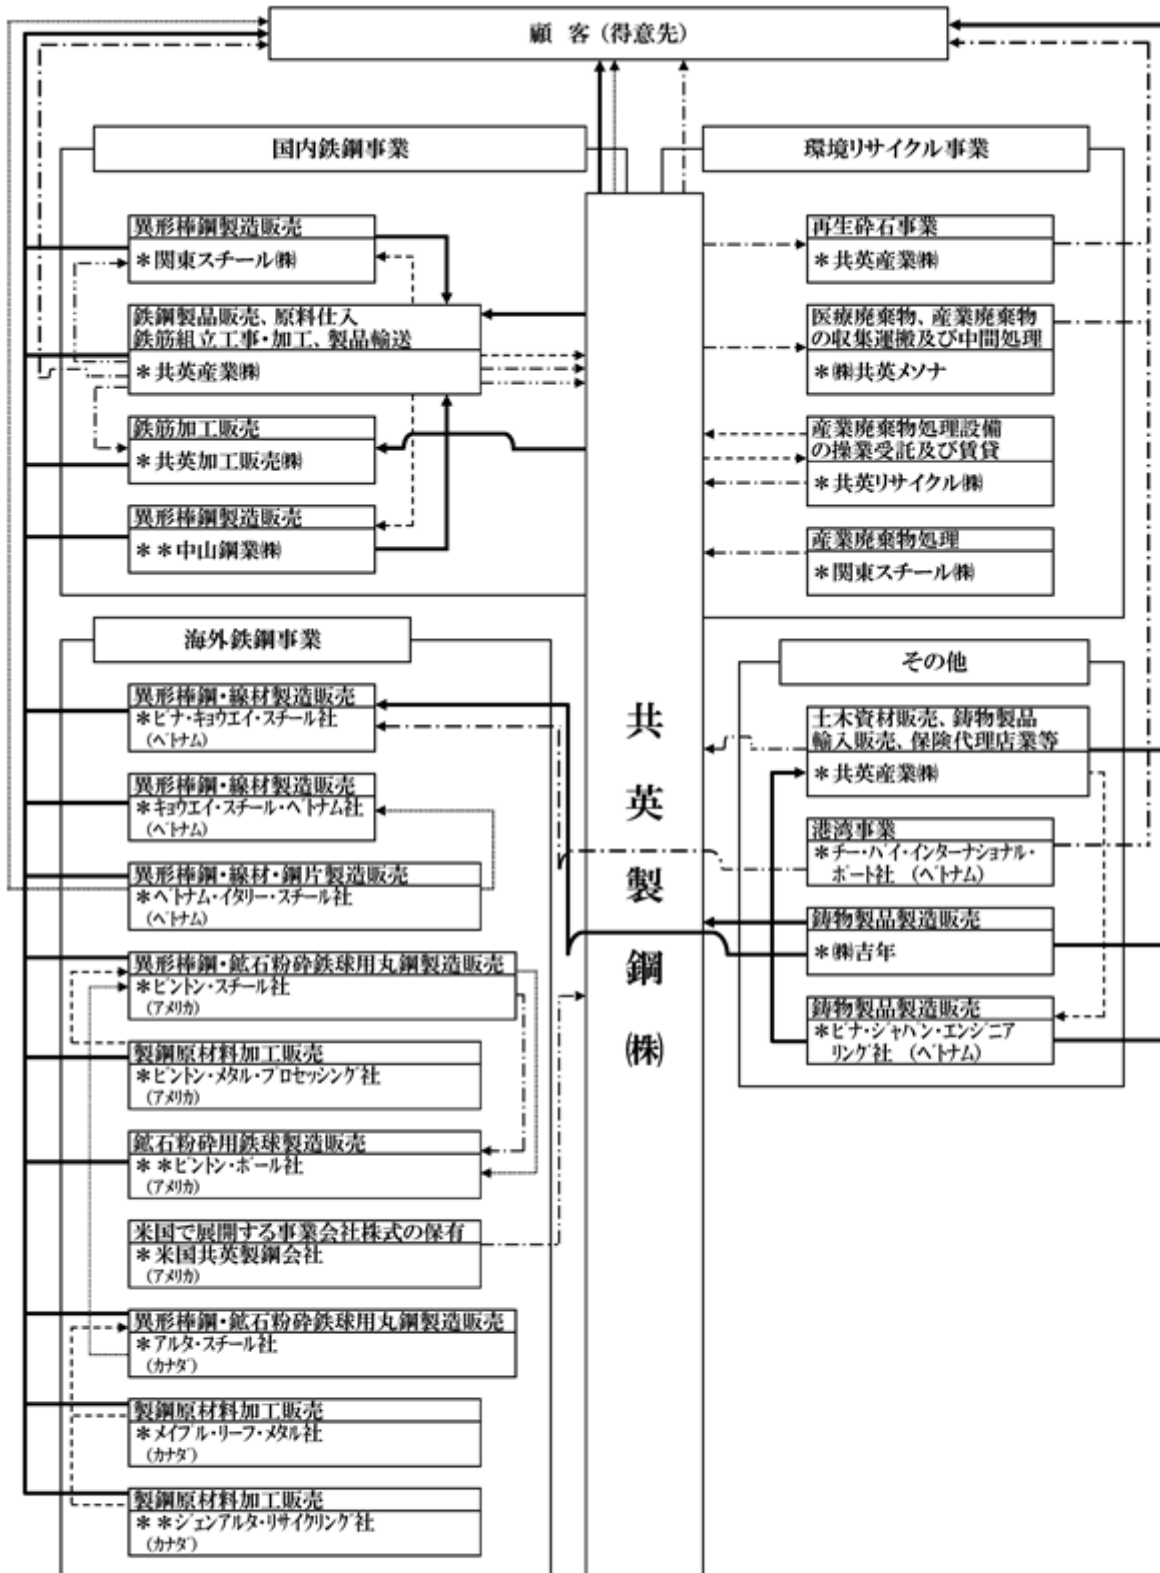 顧 客 (得意先)
国内鉄鋼事業
異形棒鋼製造販売
＊関東スチール㈱
鉄鋼製品販売、原料仕入
鉄筋組立工事・加工、製品輸送
＊共英産業㈱
鉄筋加工販売
＊共英加工販売㈱
異形棒鋼製造販売
＊＊中山鋼業㈱
環境リサイクル事業
再生砕石事業
＊共英産業㈱
医療廃棄物、産業廃棄物
の収集運搬及び中間処理
＊㈱共英メソナ
産業廃棄物処理設備
の操業受託及び賃貸
＊共英リサイクル㈱
産業廃棄物処理
＊関東スチール㈱
共英製鋼㈱
海外鉄鋼事業
異形棒鋼・線材製造販売
＊ビナ・キョウエイ・スチール社
(ベトナム)
異形棒鋼・線材製造販売
＊キョウエイ・スチール・ベトナム社
(ベトナム)
異形棒鋼・線材・鋼片製造販売
＊ベトナム・イタリー・スチール社
(ベトナム)
異形棒鋼・鉱石粉砕鉄球用丸鋼製造販売
＊ビントン・スチール社
(アメリカ)
製鋼原材料加工販売
＊ビントン・メタル・プロセッシング社
(アメリカ)
鉱石粉砕用鉄球製造販売
＊＊ビントン・ボール社
(アメリカ)
米国で展開する事業会社株式の保有
＊米国共英製鋼会社
(アメリカ)
異形棒鋼・鉱石粉砕鉄球用丸鋼製造販売
＊アルタ・スチール社
(カナダ)
製鋼原材料加工販売
＊メイプル・リーフ・メタル社
(カナダ)
製鋼原材料加工販売
＊＊ジェンアルタ・リサイクリング社
(カナダ)
その他
土木資材販売、鋳物製品
輸入販売、保険代理店業等
＊共英産業㈱
港湾事業
＊チー・バイ・インターナショナル・
ポート社 (ベトナム)
鋳物製品製造販売
＊㈱吉年
鋳物製品製造販売
＊ビナ・ジャパン・エンジニア
リング社 (ベトナム)